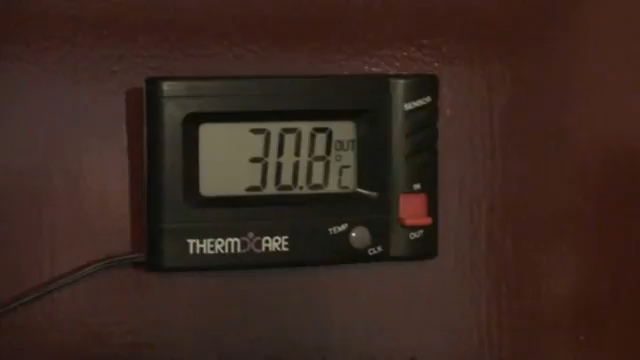 SENSOR
30.8 OUT °C
IN
THERMOCARE
TEMP
OUT
CLK